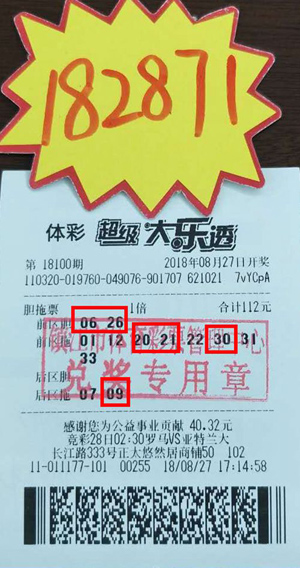 182871
体彩 超级大乐透
第 18100期 2018年08月27日开奖
110320-019760-049076-901707 621021 7vYCpA
胆拖票 1倍 合计112元
前区胆 06 26
前区拖 01 12 20 21 22 30 31
33
后区胆
后区拖 07 09
兑奖专用章
感谢您为公益事业贡献 40.32元
竞彩28日02:30罗马VS亚特兰大
长江路333号正太悠然居商铺50 102
11-011177-101 00255 18/08/27 17:14:58